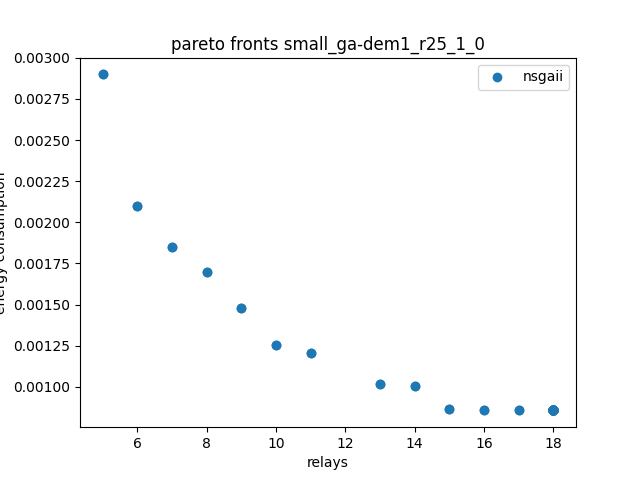 pareto fronts small_ga-dem1_r25_1_0
nsgaii
0.00300
0.00275
0.00250
0.00225
0.00200
0.00175
0.00150
0.00125
0.00100
energy consumption
6 8 10 12 14 16 18
relays